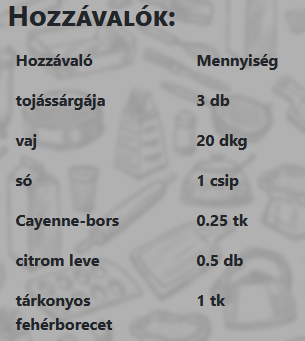 Hozzávalók:
Hozzávaló Mennyiség
tojássárgája 3 db
vaj 20 dkg
só 1 csip
Cayenne-bors 0.25 tk
citrom leve 0.5 db
tárkonyos 1 tk
fehérborecet